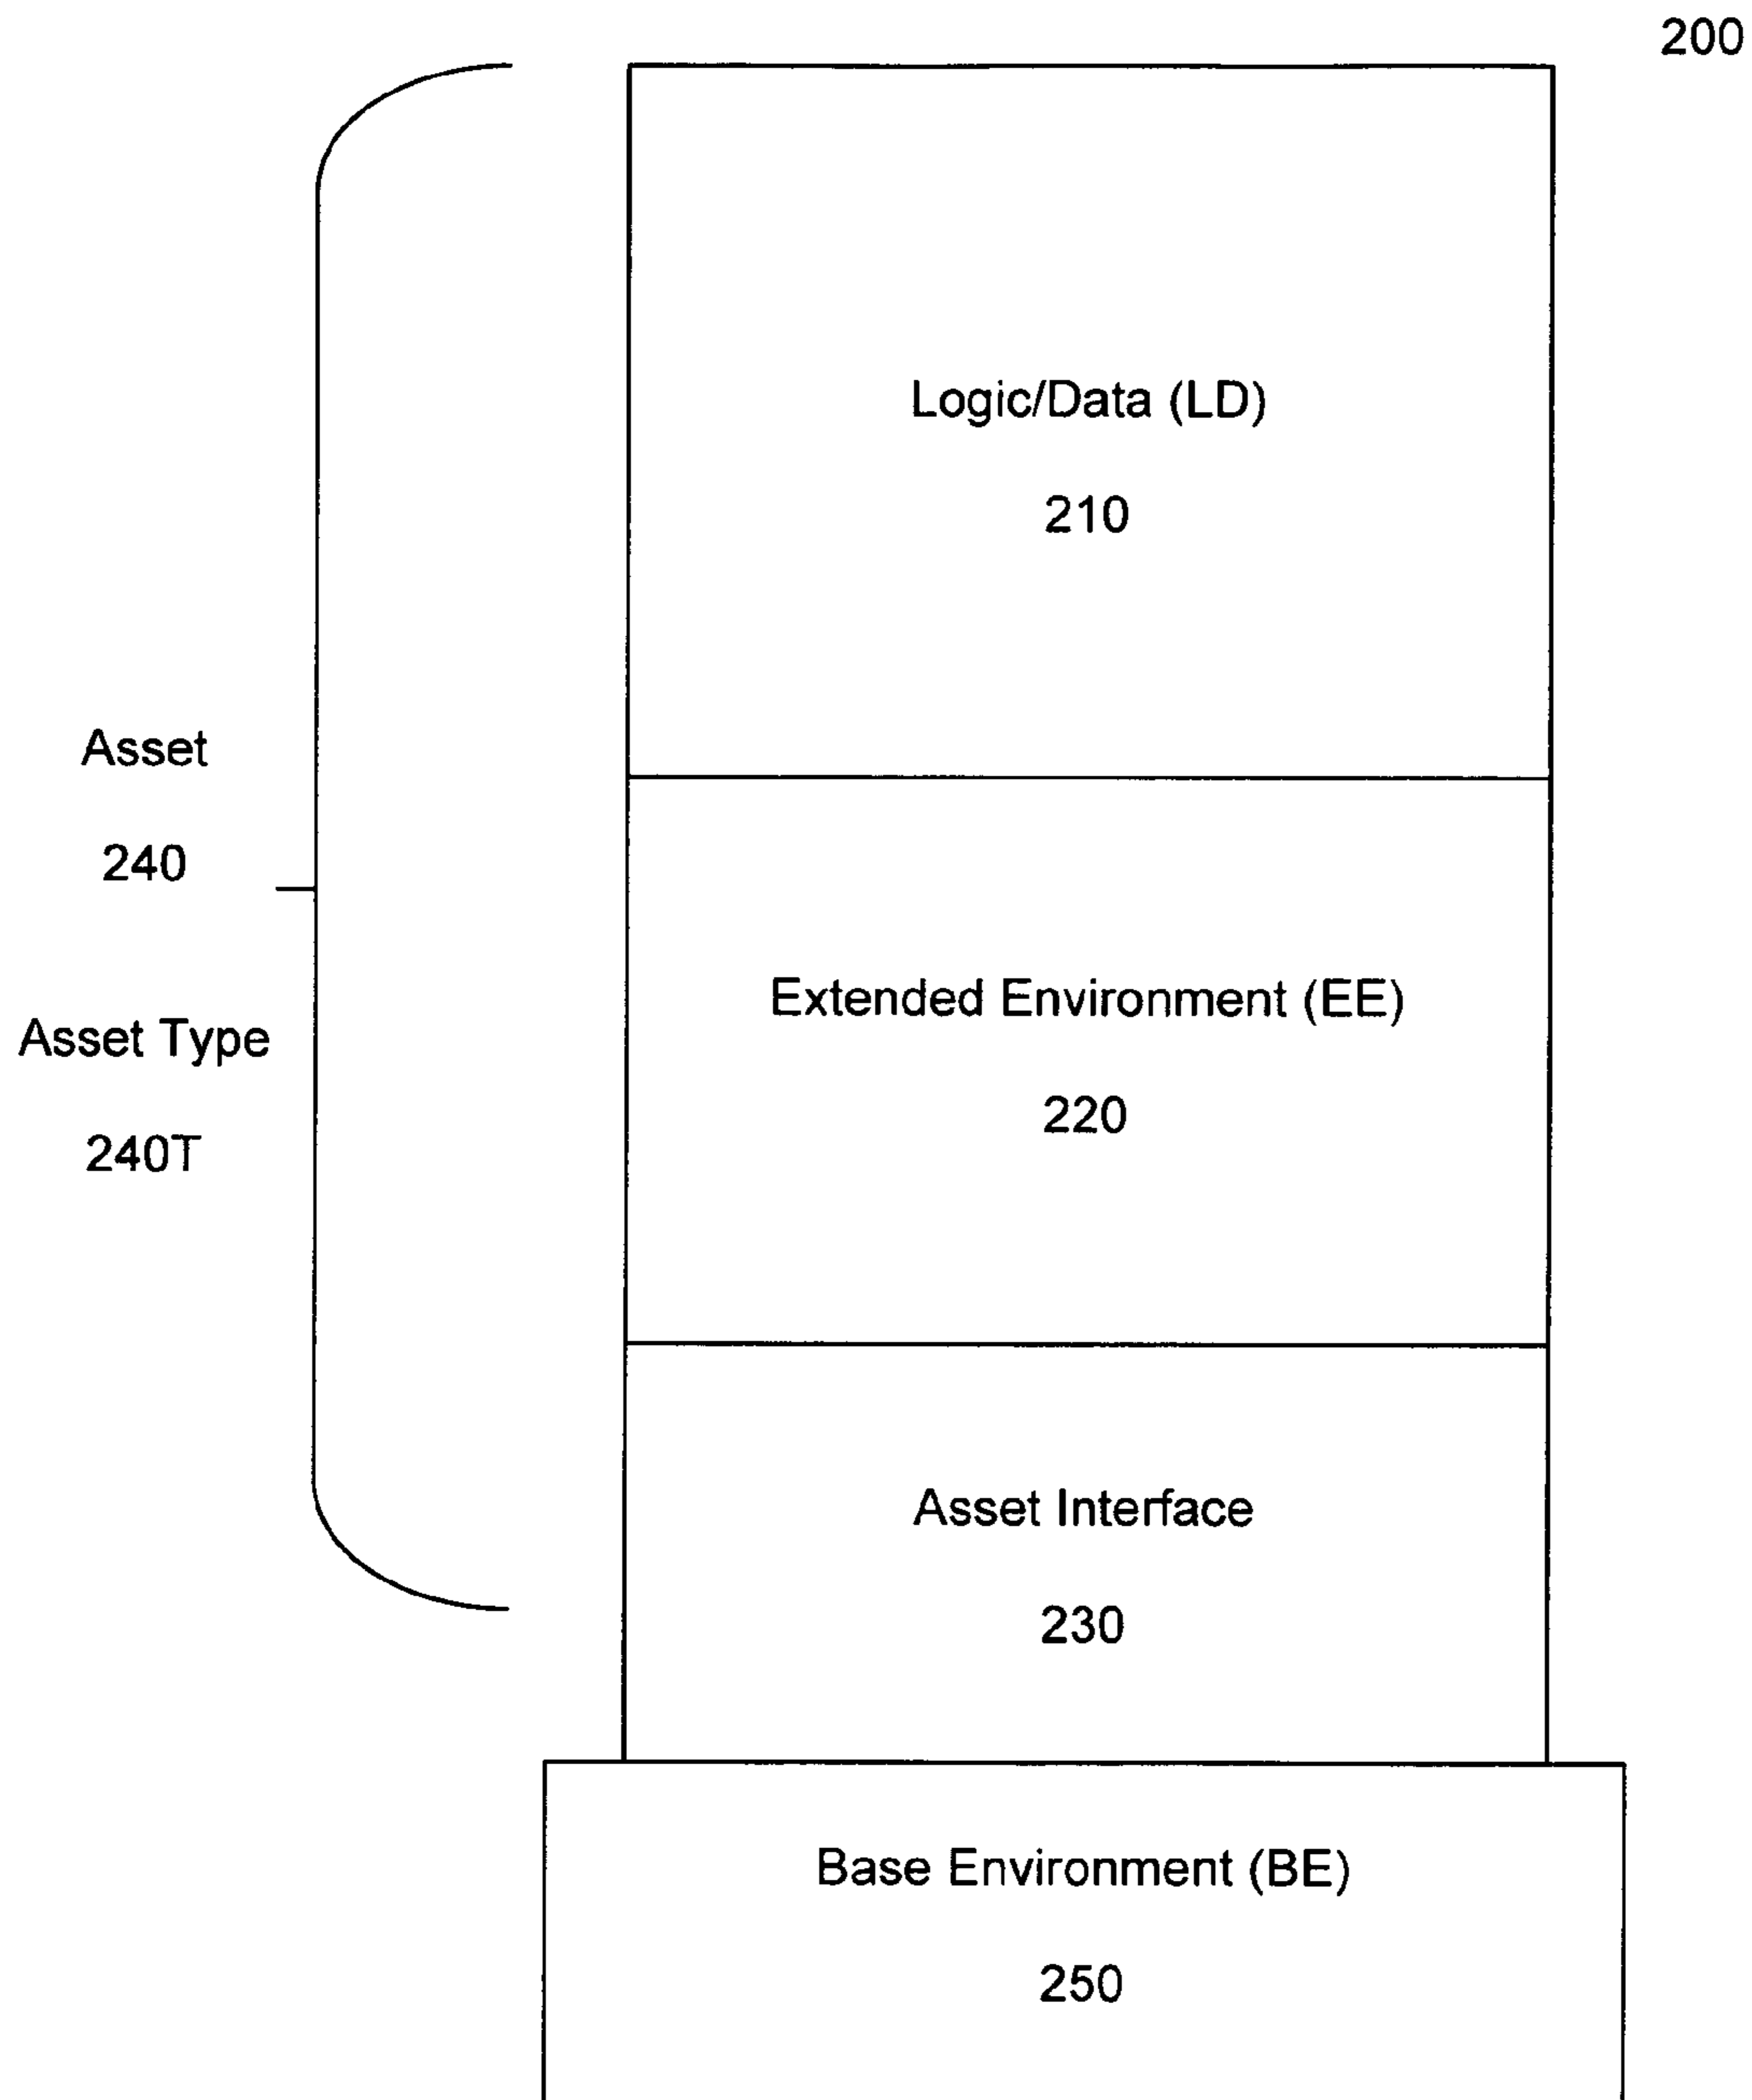 200
Logic/Data (LD)
210
Asset
240
Asset Type
240T
Extended Environment (EE)
220
Asset Interface
230
Base Environment (BE)
250